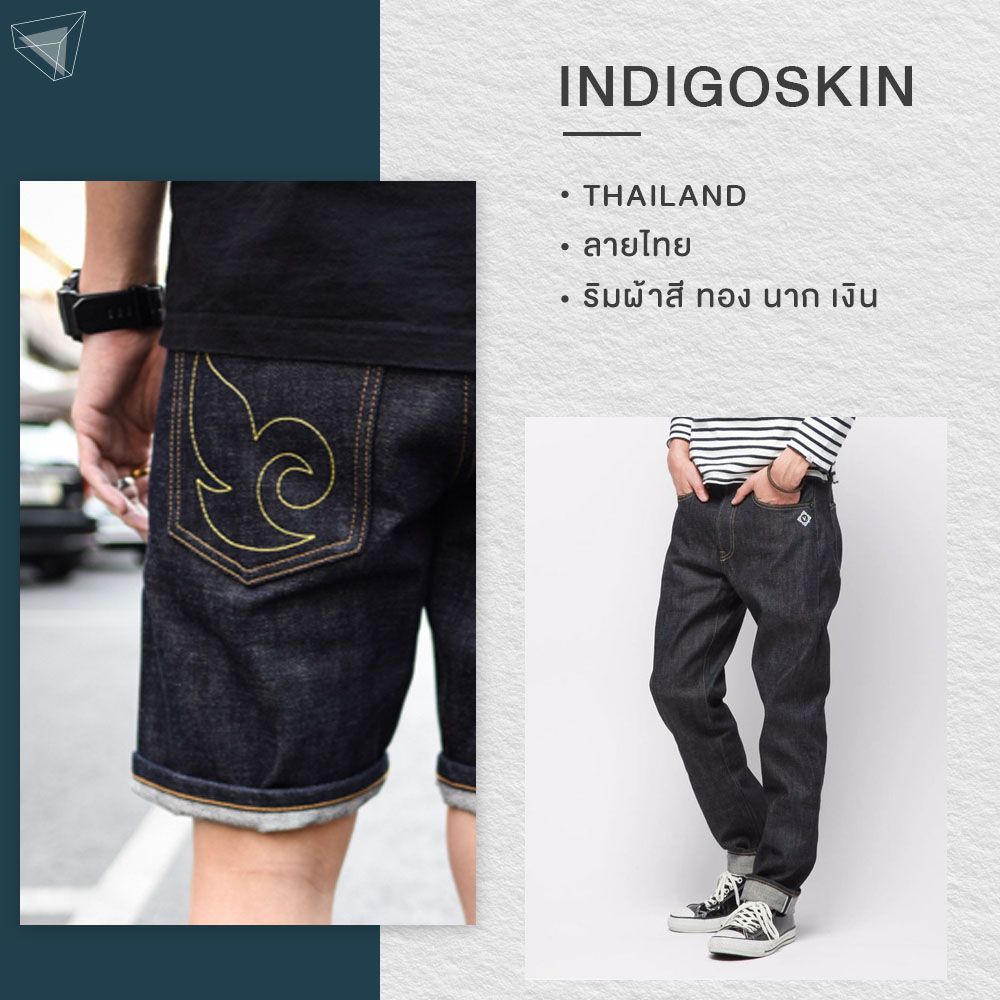 INDIGOSKIN
• THAILAND
• ลายไทย
• ริมผ้าสี ทอง นาก เงิน